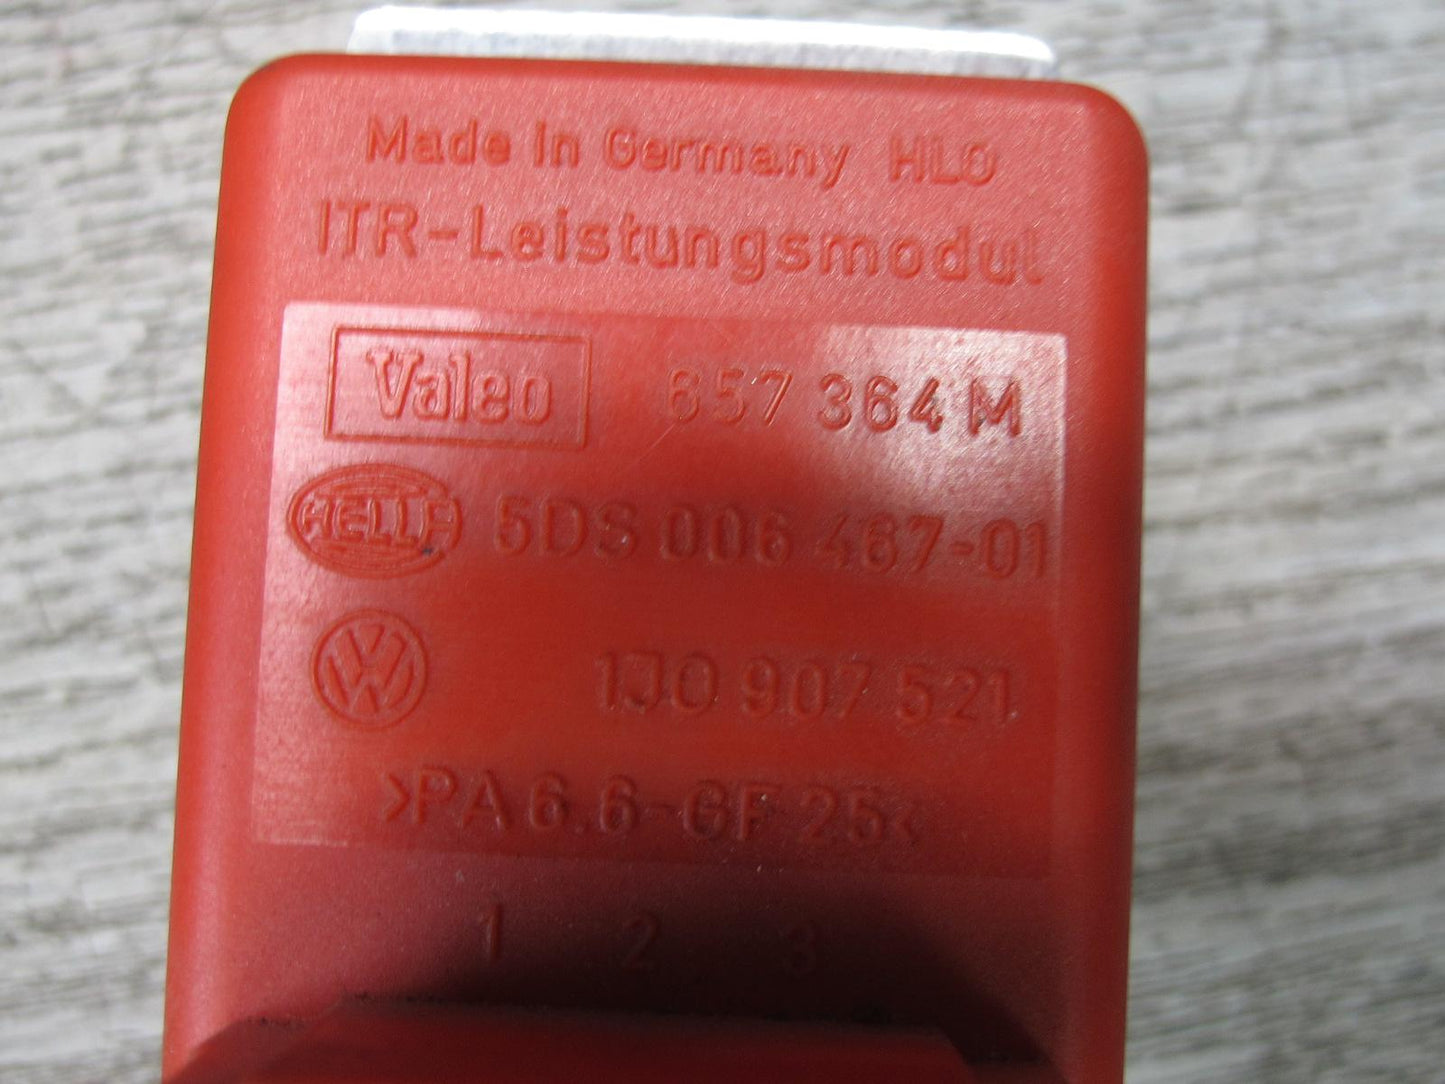 Made in Germany HLO
ITR-Leistungsmodul
Valeo 657 364 M
HELLA 5DS 006 467-01
VW 1J0 907 521
>PA 6.6-GF 25<
1 2 3